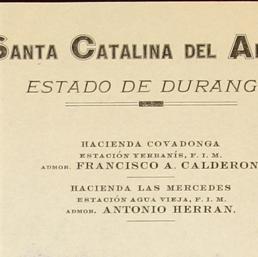 SANTA CATALINA DEL A
ESTADO DE DURANG
HACIENDA COVADONGA
ESTACIÓN YERBANÍS, F. I. M.
ADMOR. FRANCISCO A. CALDERON
HACIENDA LAS MERCEDES
ESTACIÓN AGUA VIEJA, F. I. M.
ADMOR. ANTONIO HERRAN.